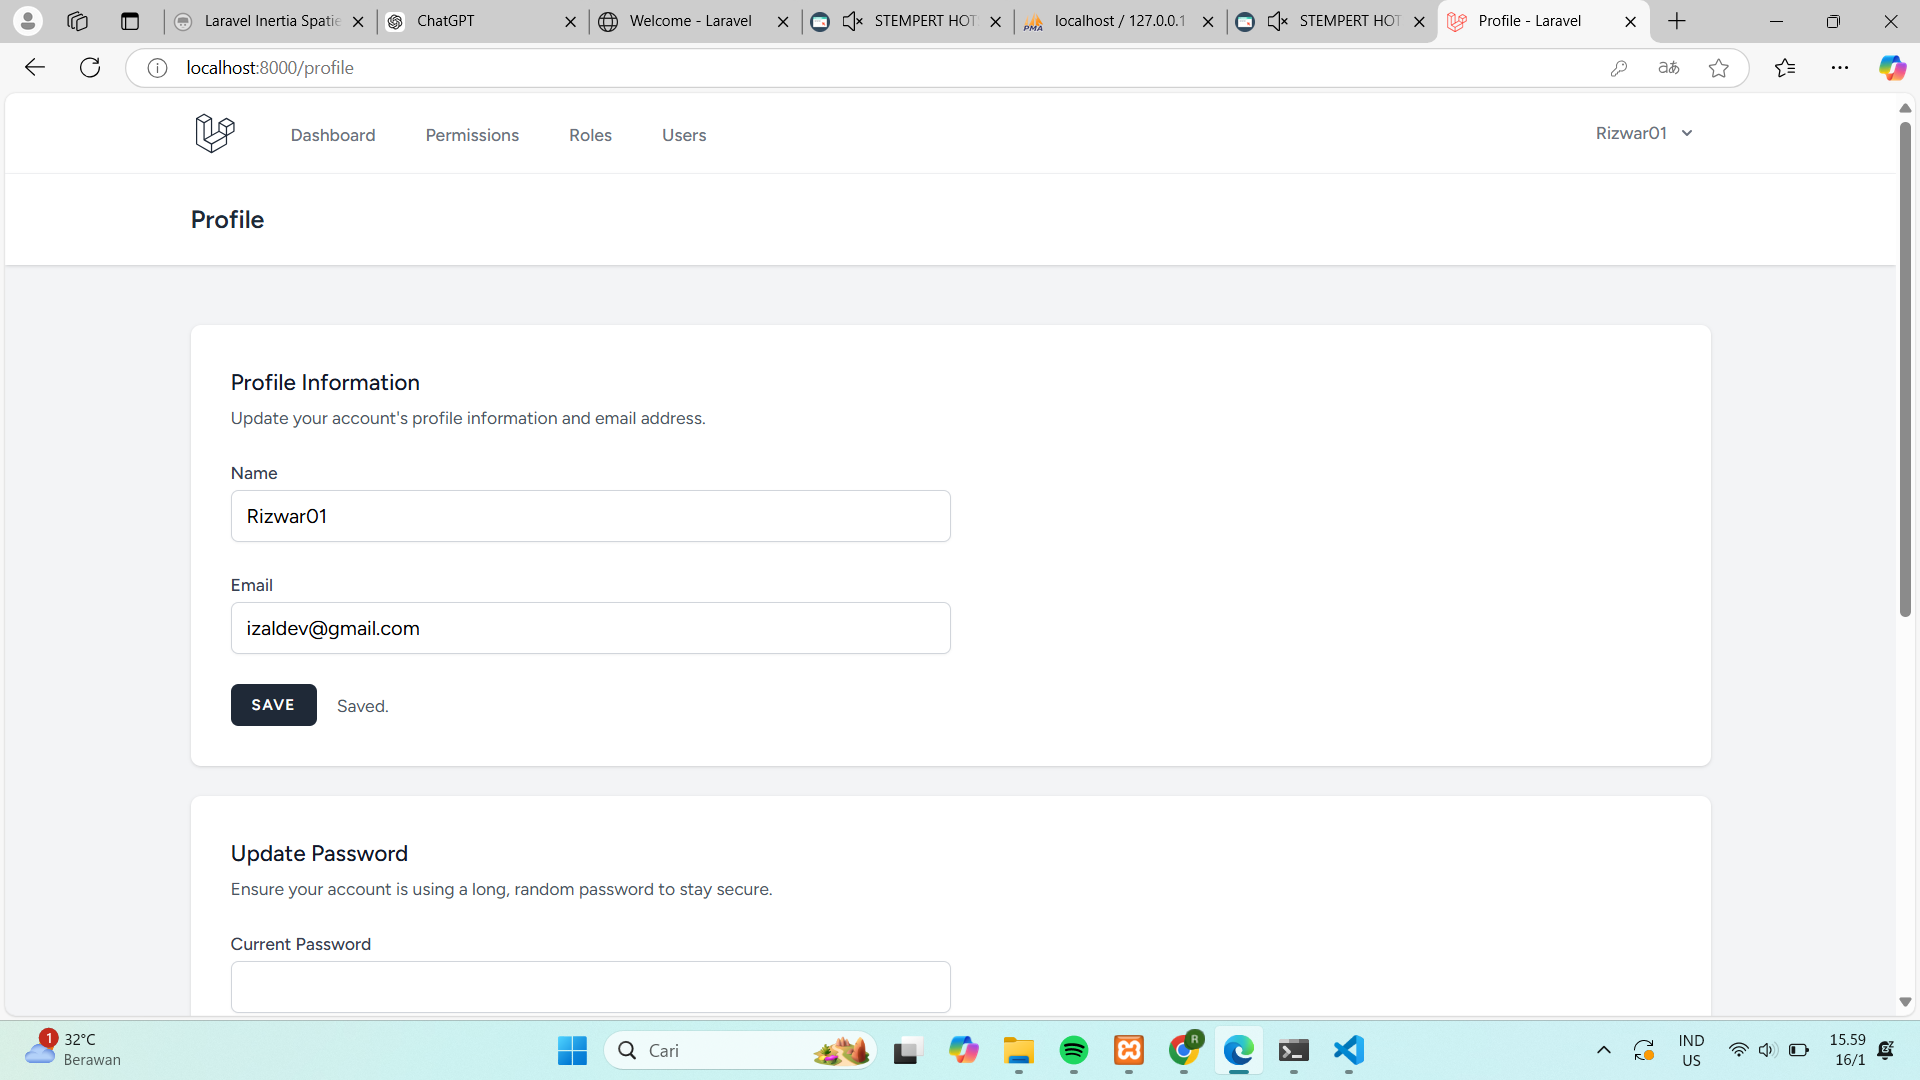 Laravel Inertia Spatie
ChatGPT
Welcome - Laravel
STEMPERT HOT
localhost / 127.0.0.1
STEMPERT HOT
Profile - Laravel
localhost:8000/profile
Dashboard
Permissions
Roles
Users
Rizwar01
Profile
Profile Information
Update your account's profile information and email address.
Name
Rizwar01
Email
izaldev@gmail.com
SAVE
Saved.
Update Password
Ensure your account is using a long, random password to stay secure.
Current Password
1
32°C
Berawan
Cari
R
IND
US
15.59
16/1